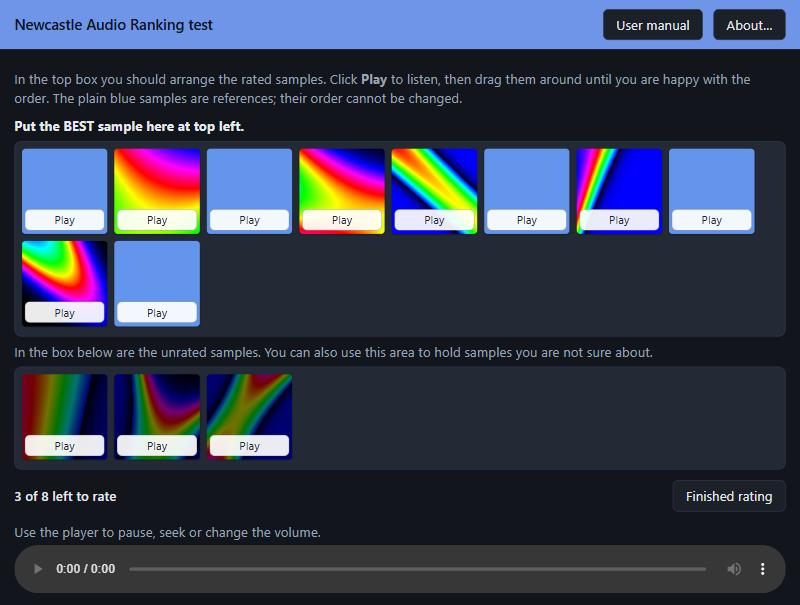 Newcastle Audio Ranking test
User manual
About...
In the top box you should arrange the rated samples. Click Play to listen, then drag them around until you are happy with the
order. The plain blue samples are references; their order cannot be changed.
Put the BEST sample here at top left.
Play Play Play Play Play Play Play Play
Play Play
In the box below are the unrated samples. You can also use this area to hold samples you are not sure about.
Play Play Play
3 of 8 left to rate
Finished rating
Use the player to pause, seek or change the volume.
0:00 / 0:00